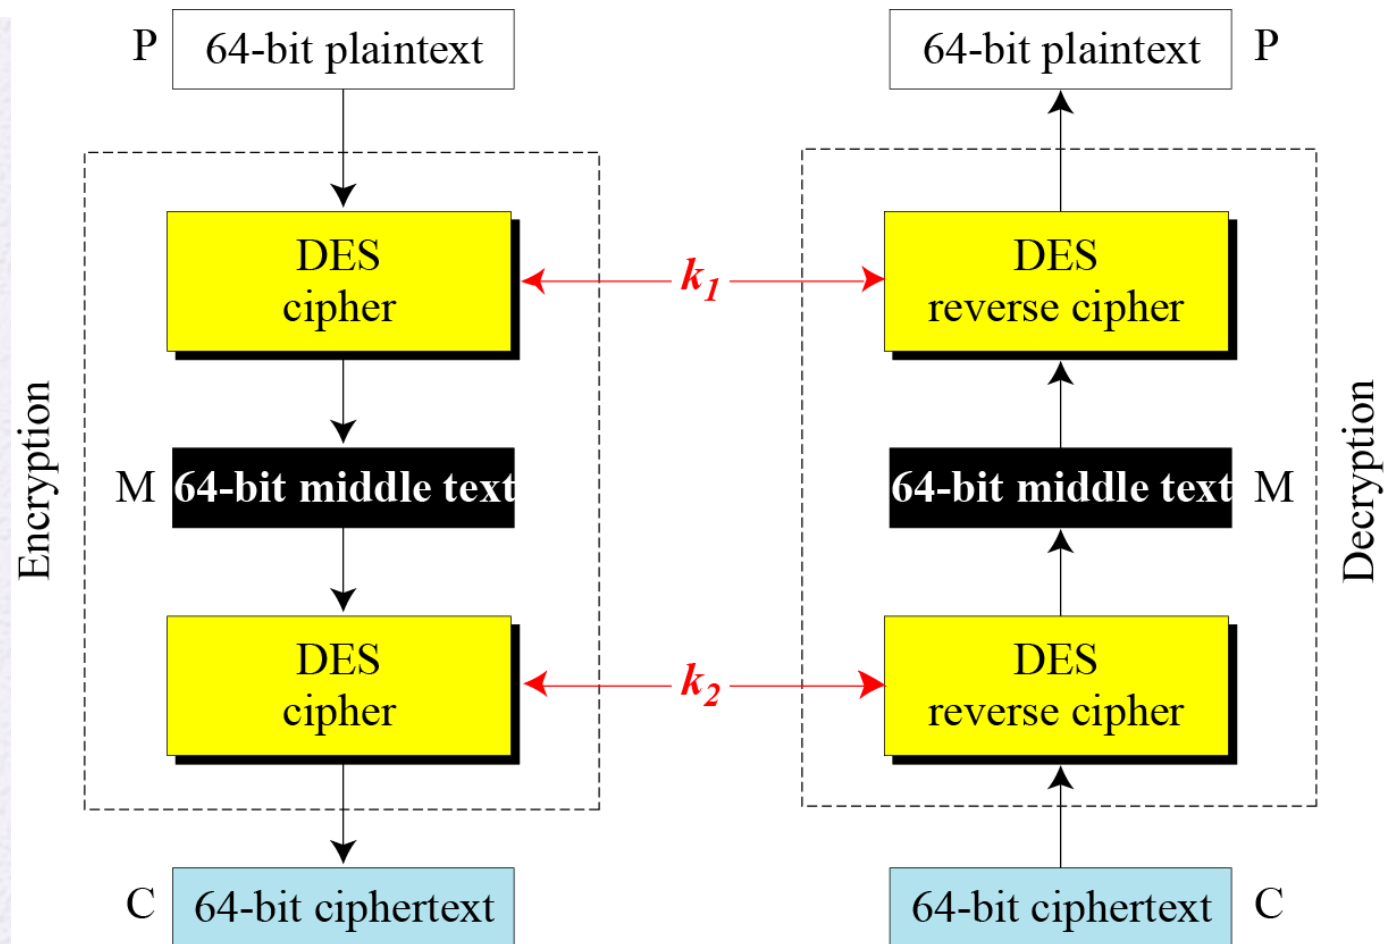 P
64-bit plaintext
64-bit plaintext
P
DES
cipher
k1
DES
reverse cipher
Encryption
M
64-bit middle text
64-bit middle text
M
Decryption
DES
cipher
k2
DES
reverse cipher
C
64-bit ciphertext
64-bit ciphertext
C